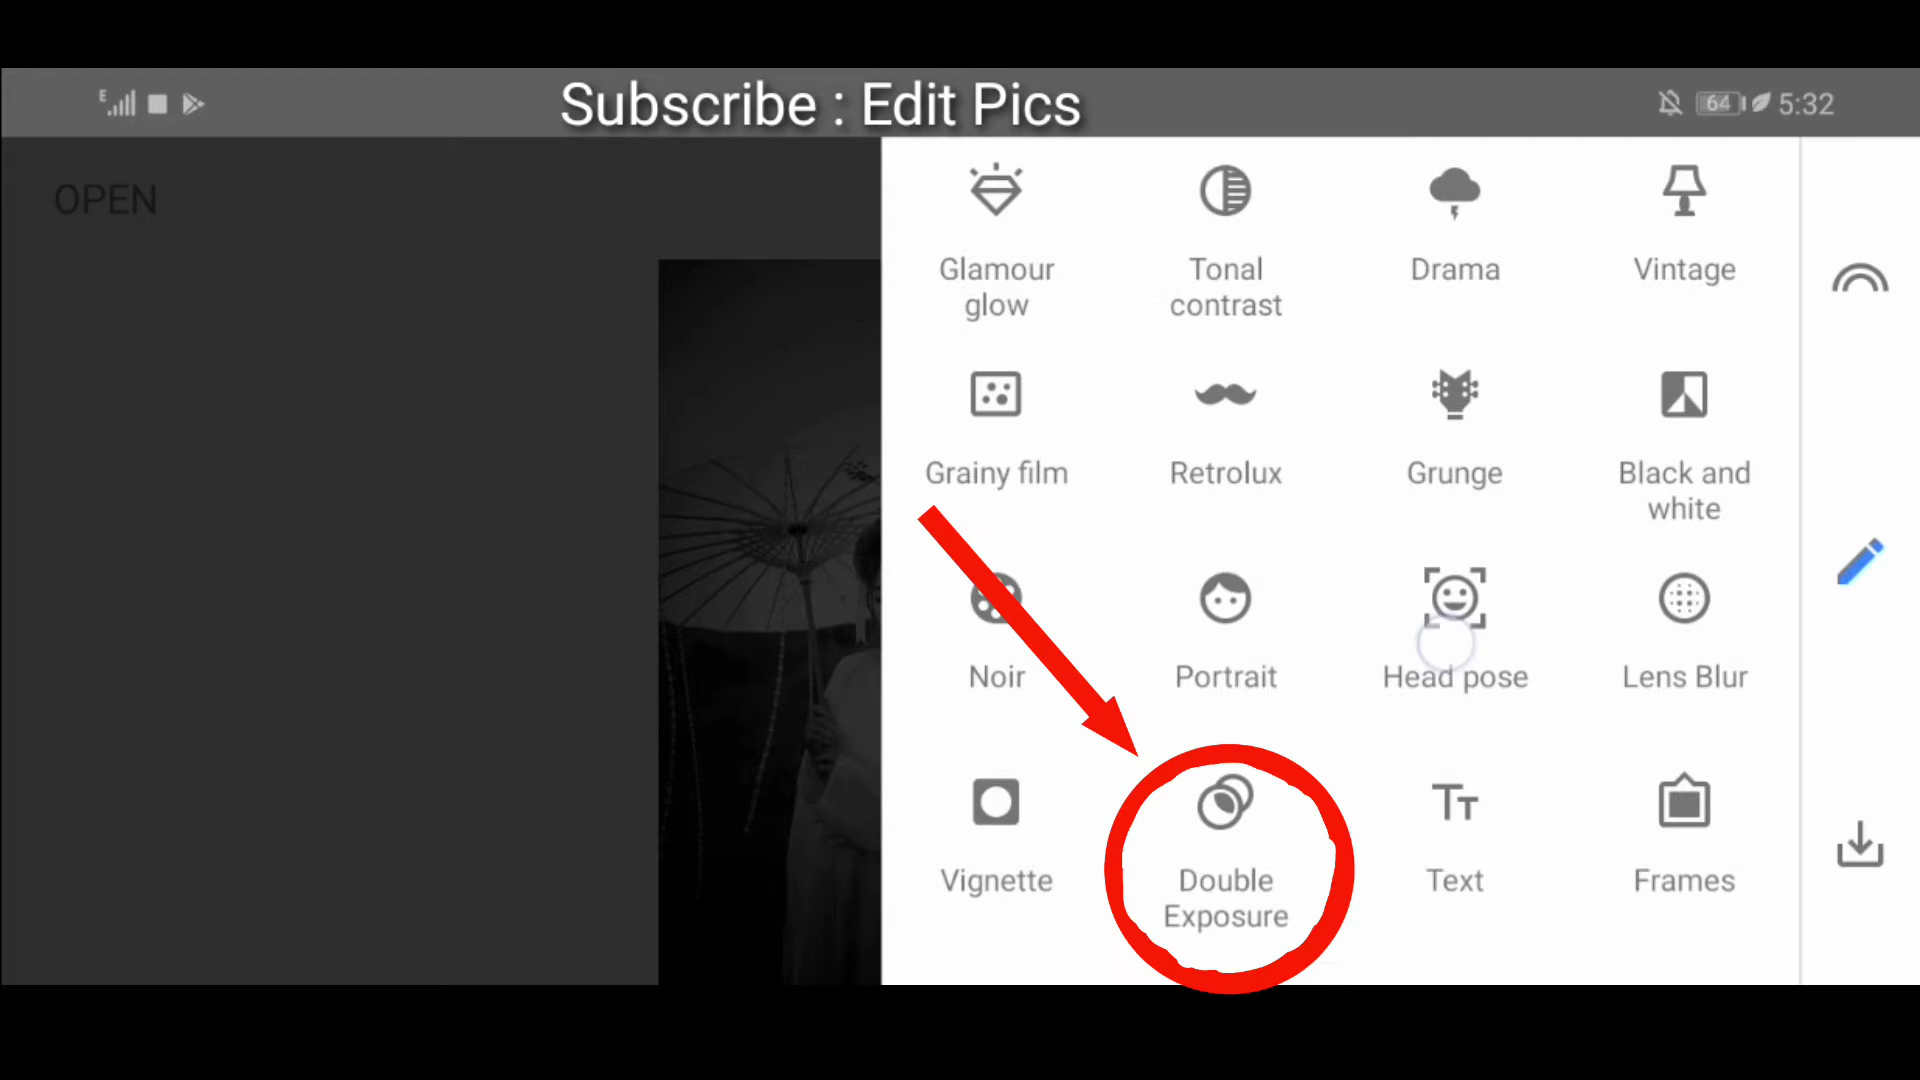 E
Subscribe : Edit Pics
64
5:32
OPEN
Glamour
glow
Tonal
contrast
Drama
Vintage
Grainy film
Retrolux
Grunge
Black and
white
Noir
Portrait
Head pose
Lens Blur
Vignette
Double
Exposure
Text
Frames